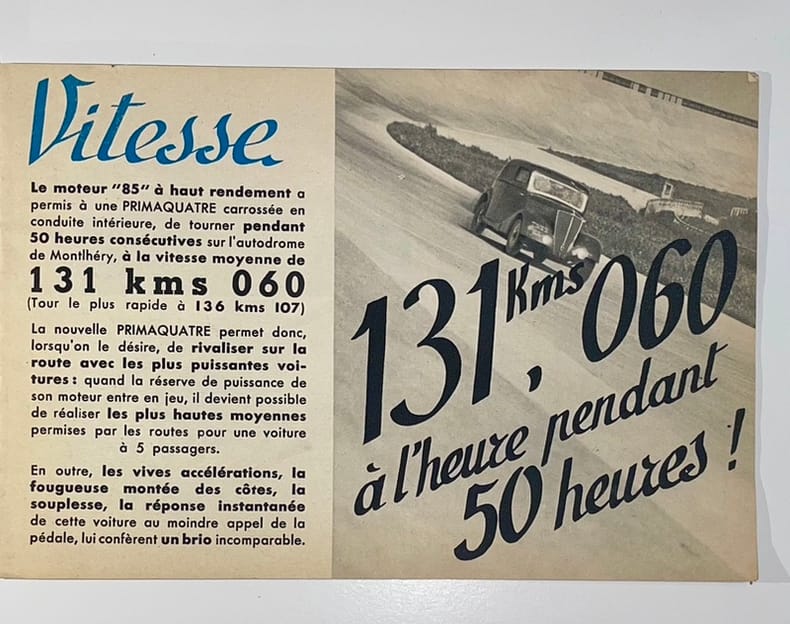 Vitesse
Le moteur "85" à haut rendement a
permis à une PRIMAQUATRE carrossée en
conduite intérieure, de tourner pendant
50 heures consécutives sur l'autodrome
de Montlhéry, à la vitesse moyenne de
131 kms 060
(Tour le plus rapide à 136 kms 107)
La nouvelle PRIMAQUATRE permet donc,
lorsqu'on le désire, de rivaliser sur la
route avec les plus puissantes voi-
tures : quand la réserve de puissance de
son moteur entre en jeu, il devient possible
de réaliser les plus hautes moyennes
permises par les routes pour une voiture
à 5 passagers.
En outre, les vives accélérations, la
fougueuse montée des côtes, la
souplesse, la réponse instantanée
de cette voiture au moindre appel de la
pédale, lui confèrent un brio incomparable.
131 Kms, 060
à l'heure pendant
50 heures !